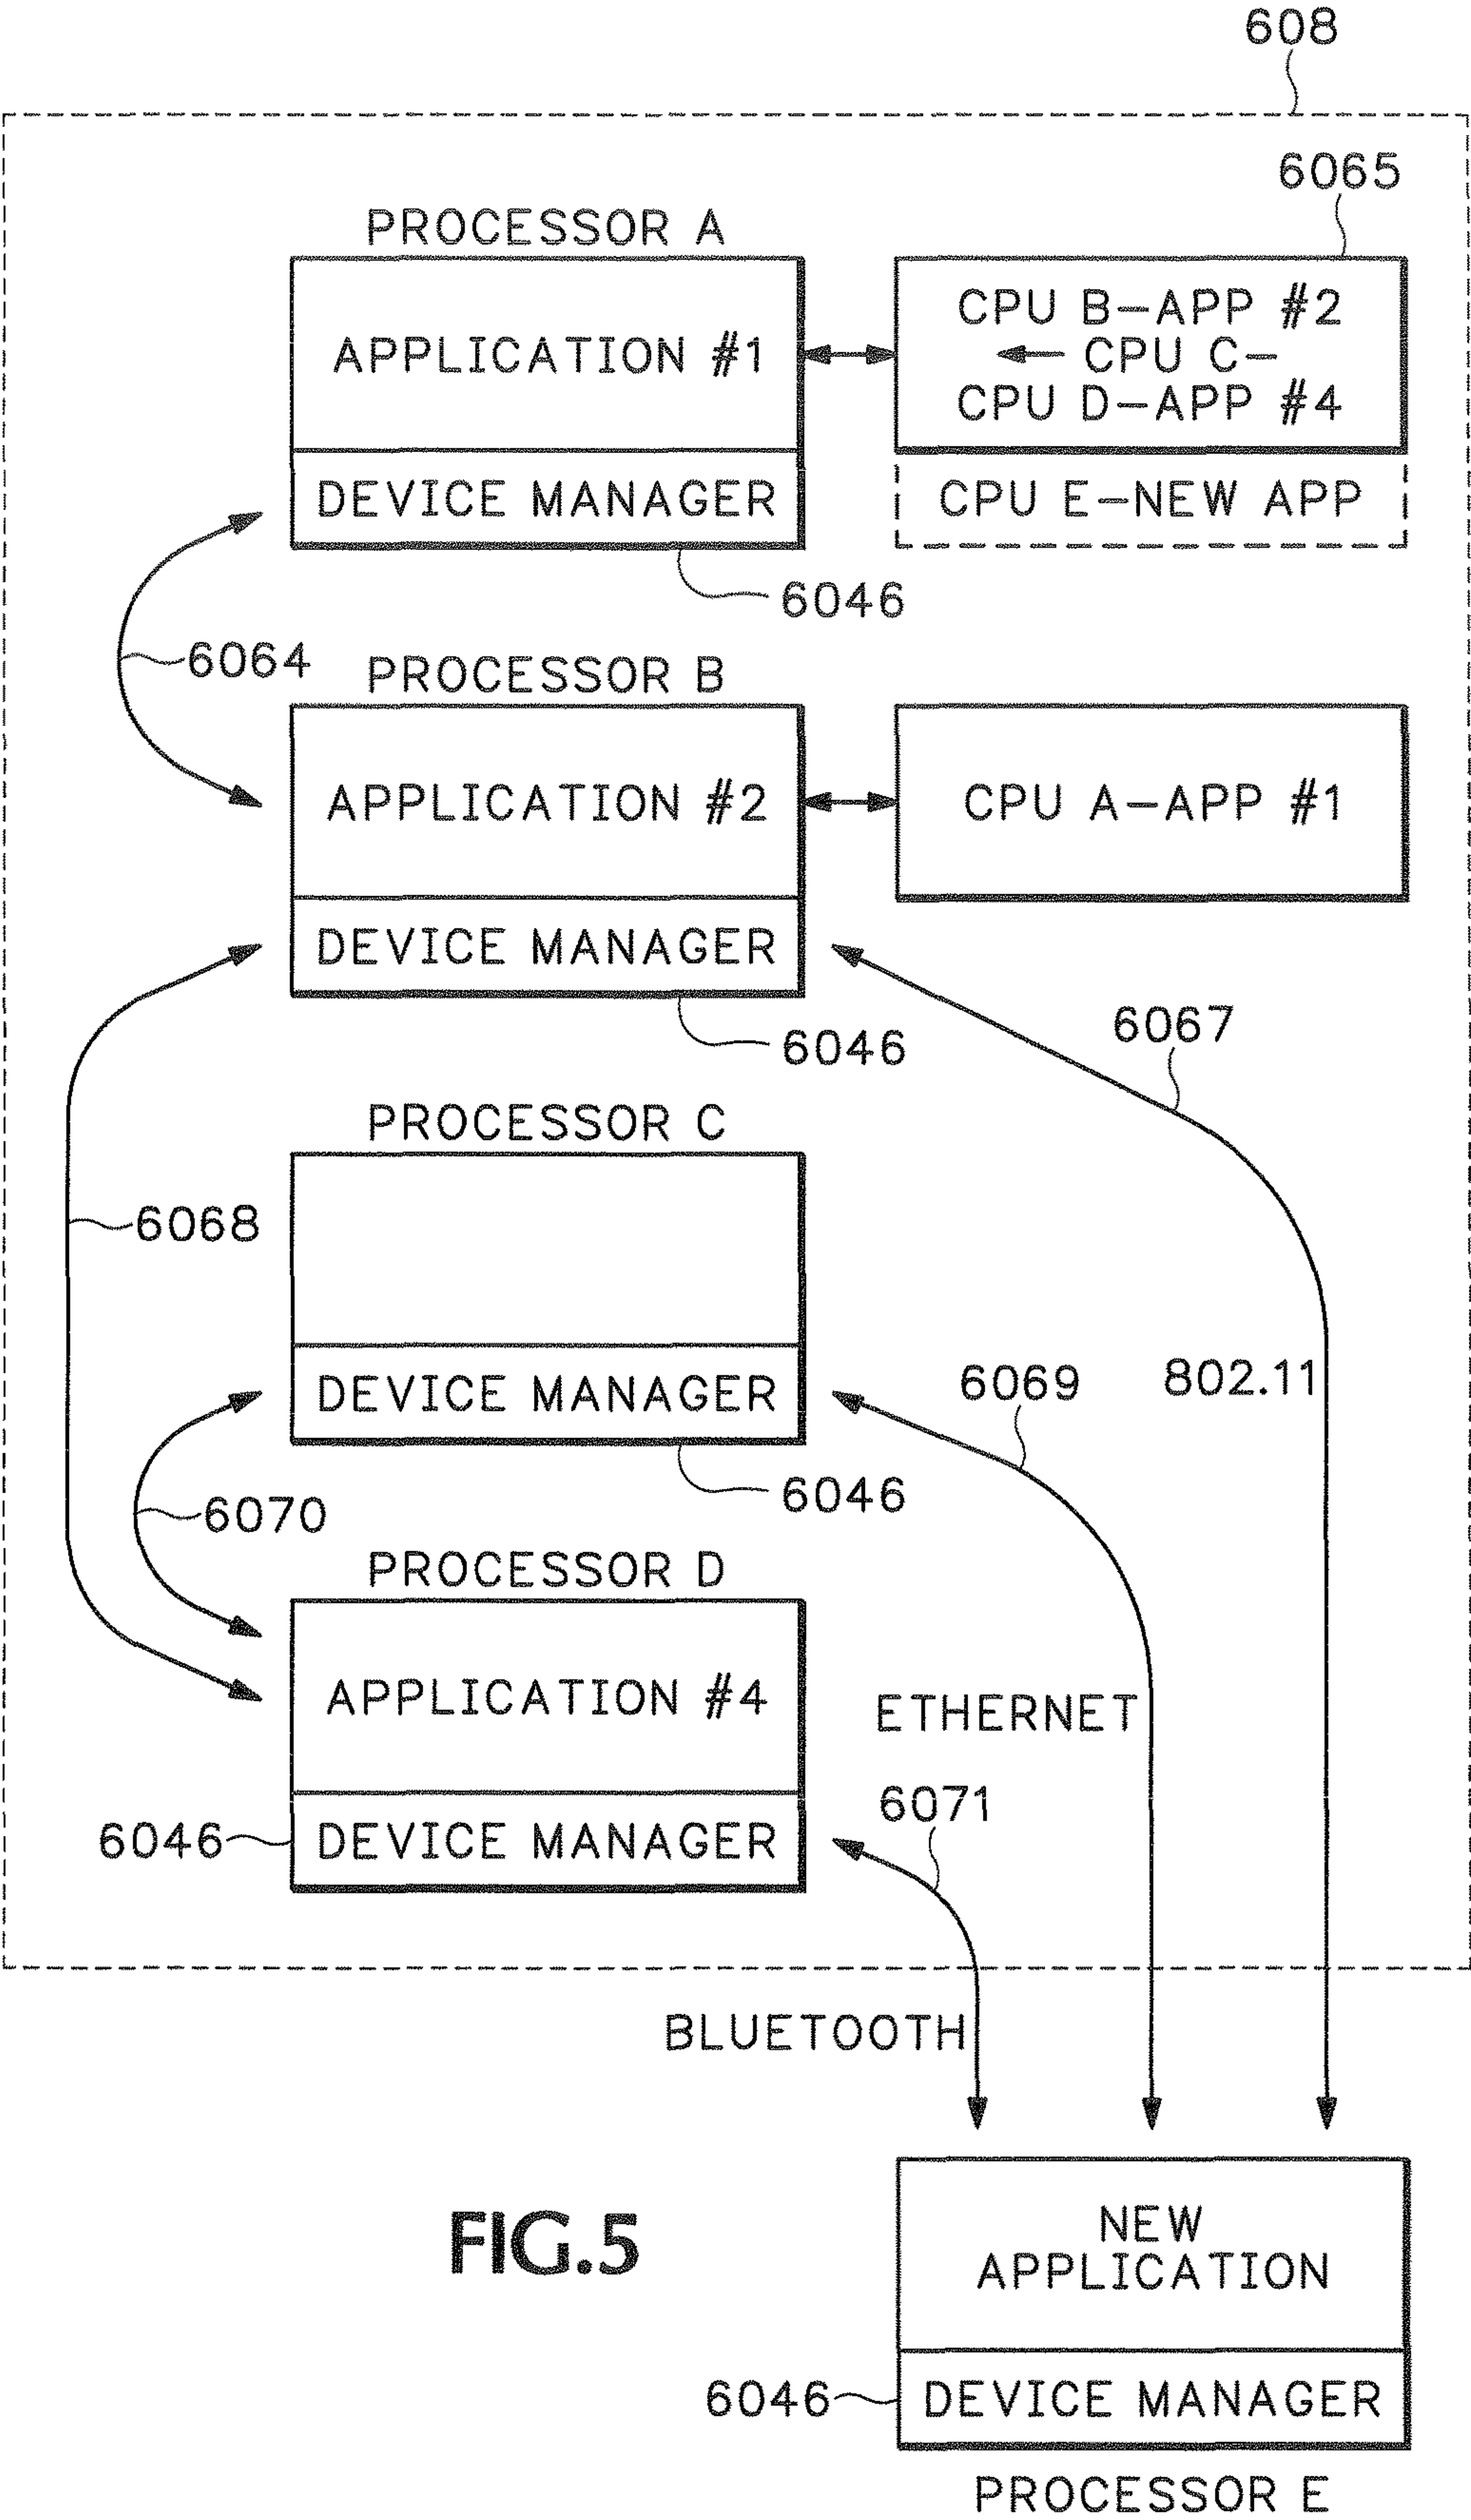 608
6065
PROCESSOR A
APPLICATION #1
CPU B-APP #2
CPU C-
CPU D-APP #4
DEVICE MANAGER
CPU E-NEW APP
6046
6064
PROCESSOR B
APPLICATION #2
CPU A-APP #1
DEVICE MANAGER
6046
6067
PROCESSOR C
6068
DEVICE MANAGER
6069
802.11
6046
6070
PROCESSOR D
APPLICATION #4
ETHERNET
6071
6046
DEVICE MANAGER
BLUETOOTH
FIG.5
NEW
APPLICATION
6046
DEVICE MANAGER
PROCESSOR E